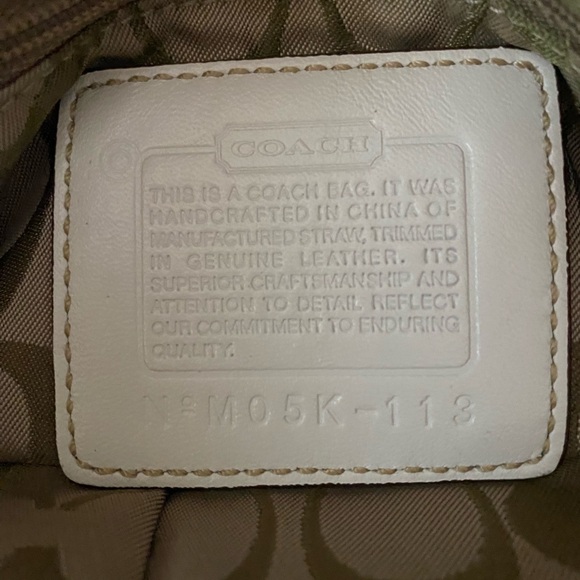 COACH
THIS IS A COACH BAG. IT WAS
HANDCRAFTED IN CHINA OF
MANUFACTURED STRAW, TRIMMED
IN GENUINE LEATHER. ITS
SUPERIOR CRAFTSMANSHIP AND
ATTENTION TO DETAIL REFLECT
OUR COMMITMENT TO ENDURING
QUALITY.
Nº M05K-113